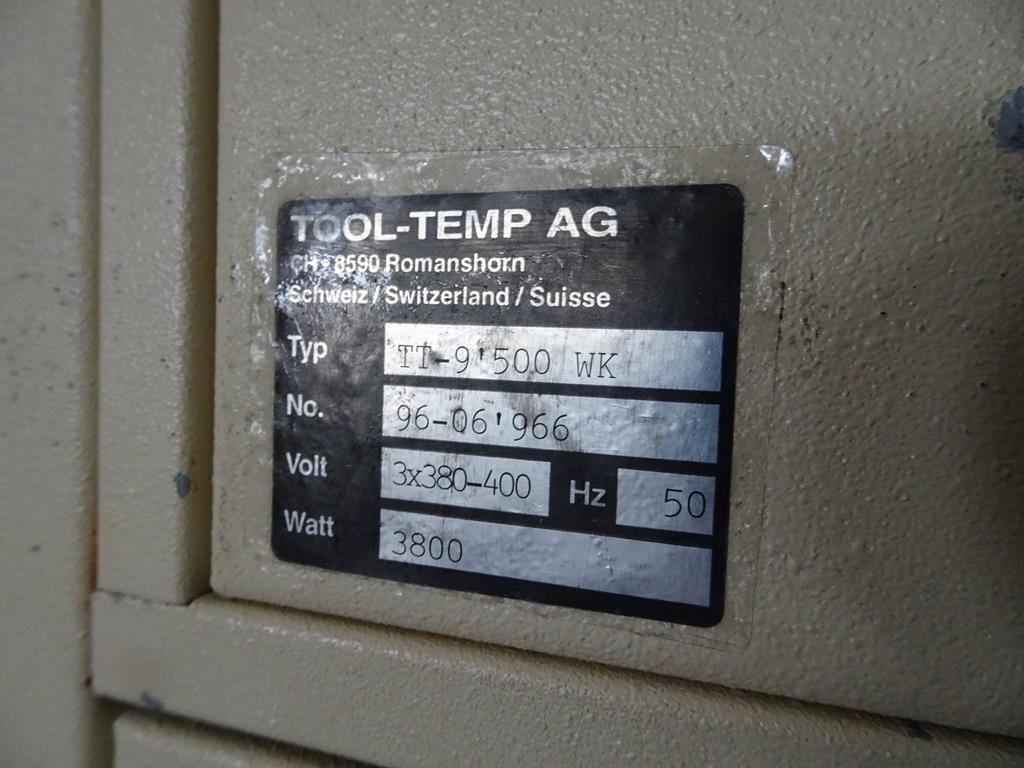 TOOL-TEMP AG
CH - 8590 Romanshorn
Schweiz / Switzerland / Suisse
Typ TT-9'500 WK
No. 96-06'966
Volt 3x380-400 Hz 50
Watt 3800